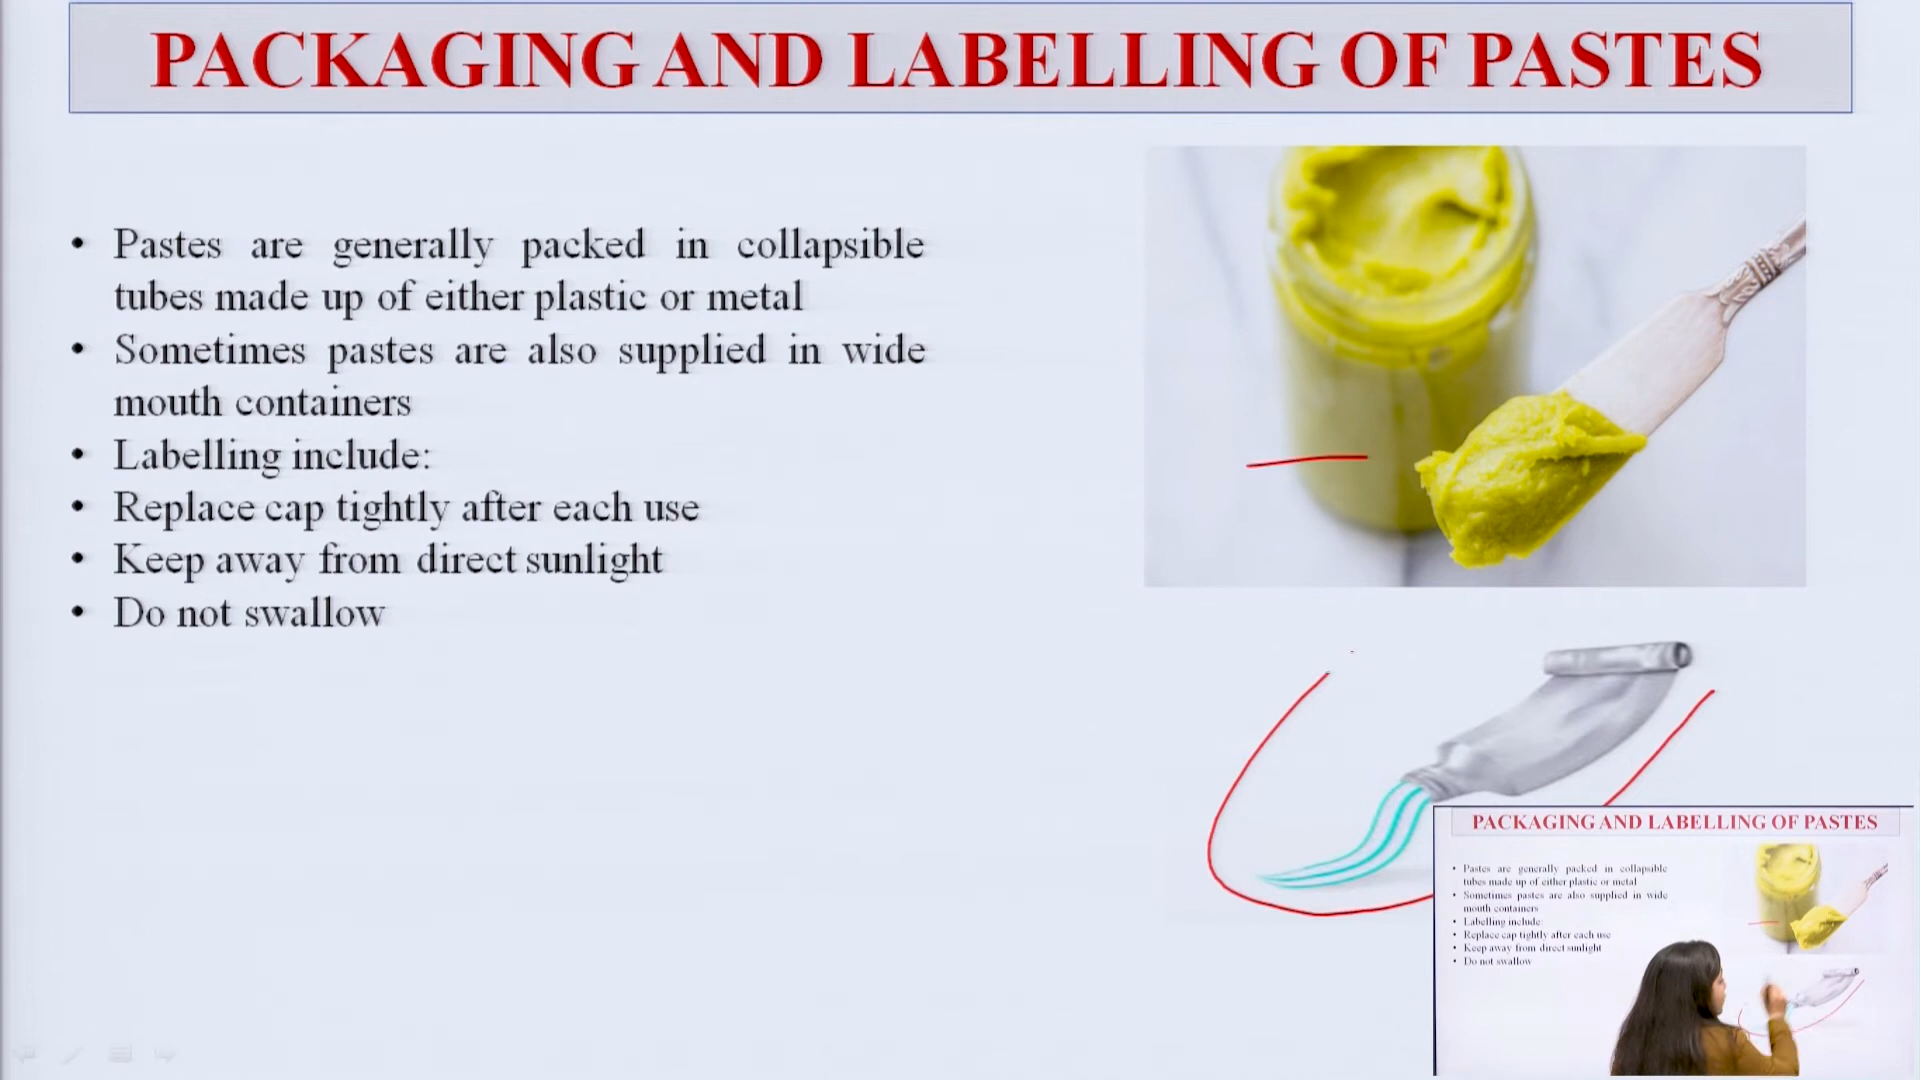 PACKAGING AND LABELLING OF PASTES
• Pastes are generally packed in collapsible
tubes made up of either plastic or metal
• Sometimes pastes are also supplied in wide
mouth containers
• Labelling include:
• Replace cap tightly after each use
• Keep away from direct sunlight
• Do not swallow
PACKAGING AND LABELLING OF PASTES
• Pastes are generally packed in collapsible
tubes made up of either plastic or metal
• Sometimes pastes are also supplied in wide
mouth containers
• Labelling include:
• Replace cap tightly after each use
• Keep away from direct sunlight
• Do not swallow